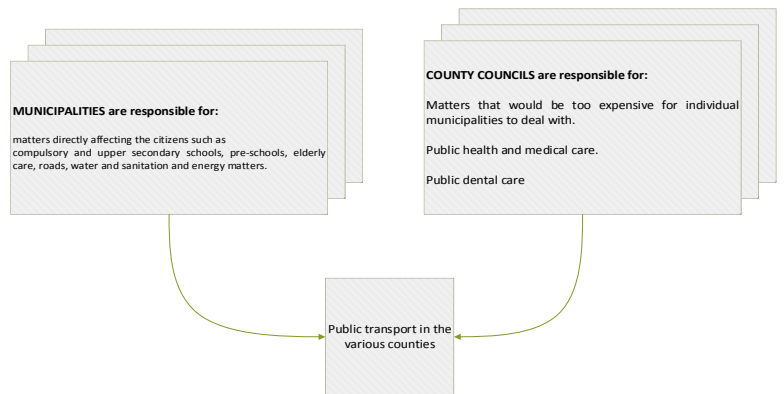 MUNICIPALITIES are responsible for:
matters directly affecting the citizens such as
compulsory and upper secondary schools, pre-schools, elderly
care, roads, water and sanitation and energy matters.
COUNTY COUNCILS are responsible for:
Matters that would be too expensive for individual
municipalities to deal with.
Public health and medical care.
Public dental care
Public transport in the
various counties